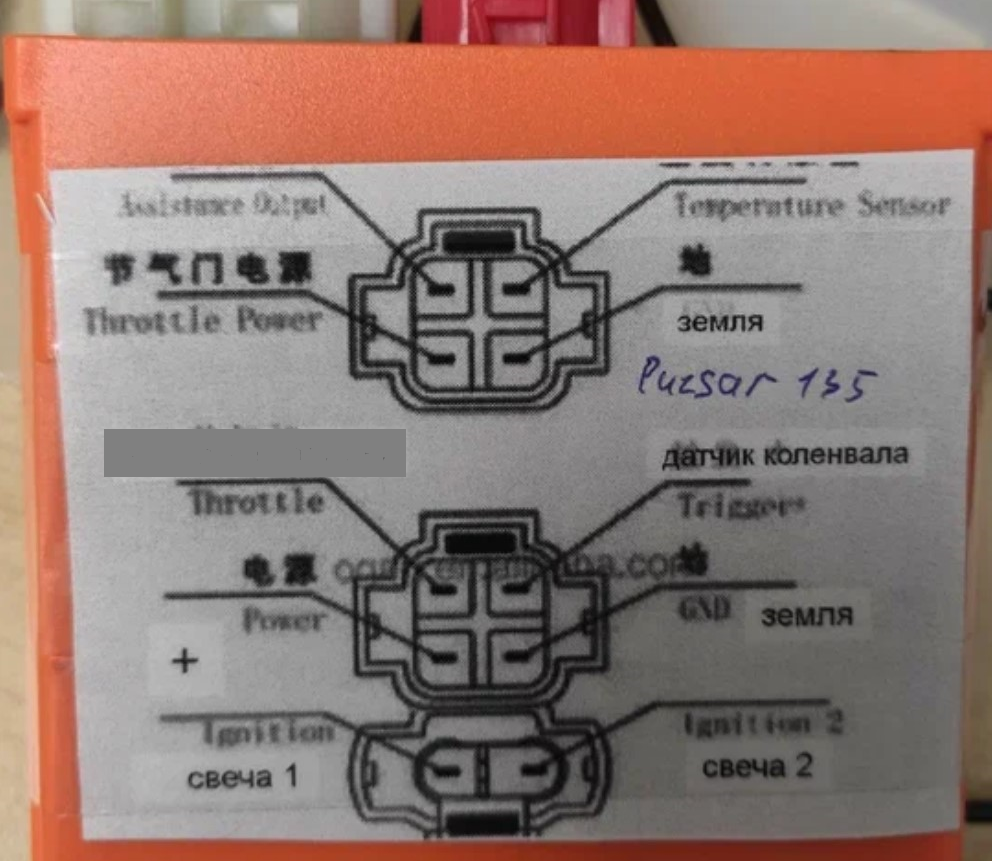 Assistance Output
Temperature Sensor
节气门电源
地
Throttle Power
земля
Pulsar 135
датчик коленвала
Throttle
Triggers
电源
地
Power
GND
земля
+
Ignition
Ignition 2
свеча 1
свеча 2